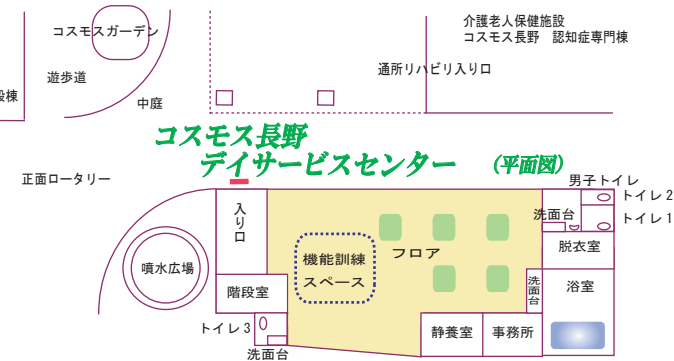 コスモスガーデン
遊歩道
中庭
介護老人保健施設
コスモス長野 認知症専門棟
通所リハビリ入り口
棟
コスモス長野
デイサービスセンター (平面図)
正面ロータリー
男子トイレ
トイレ2
トイレ1
洗面台
脱衣室
入り口
フロア
機能訓練
スペース
噴水広場
階段室
洗面台
浴室
トイレ3
静養室
事務所
洗面台